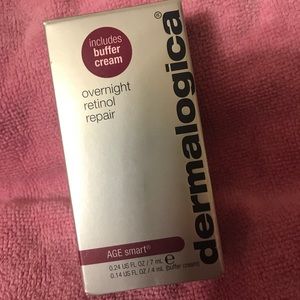 includes
buffer
cream
overnight
retinol
repair
dermalogica®
AGE smart®
0.24 US FL OZ / 7 mL ℮
0.14 US FL OZ / 4 mL (buffer cream)